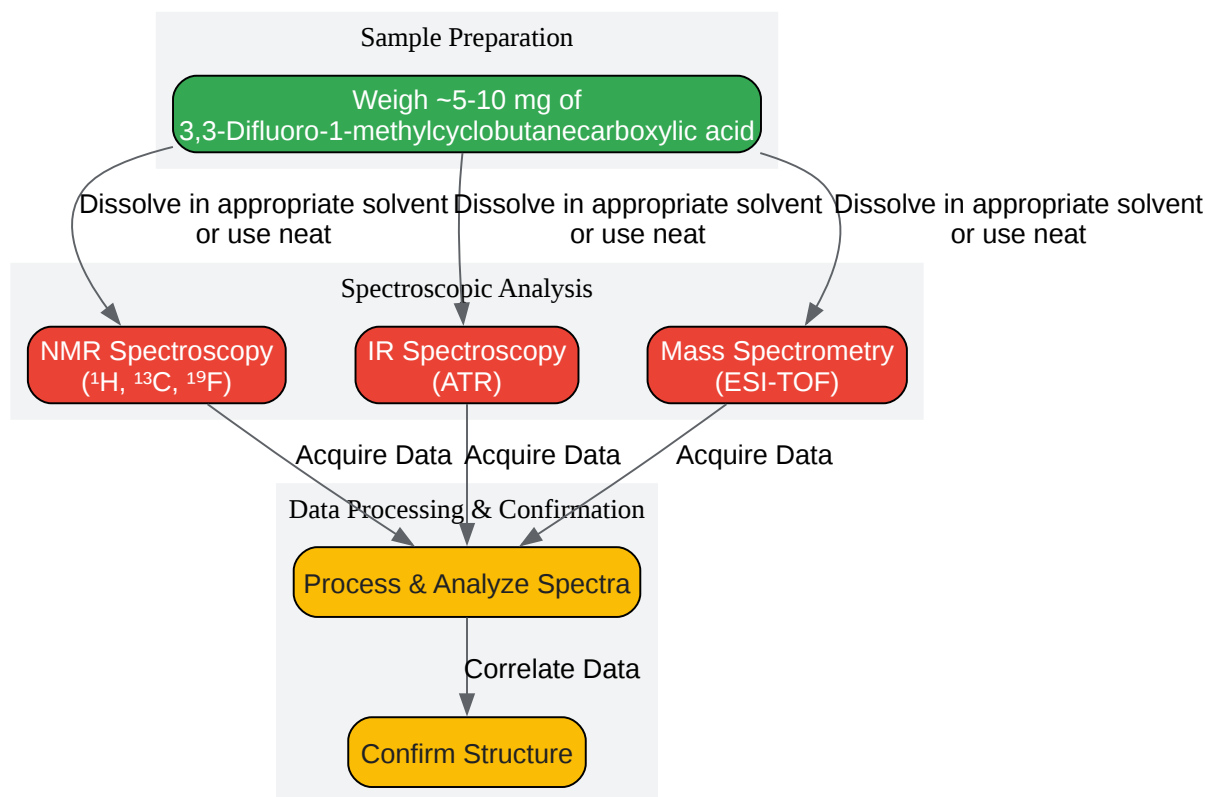 Sample Preparation
Weigh ~5-10 mg of
3,3-Difluoro-1-methylcyclobutanecarboxylic acid
Dissolve in appropriate solvent
or use neat
Dissolve in appropriate solvent
or use neat
Dissolve in appropriate solvent
or use neat
Spectroscopic Analysis
NMR Spectroscopy
(¹H, ¹³C, ¹⁹F)
IR Spectroscopy
(ATR)
Mass Spectrometry
(ESI-TOF)
Acquire Data
Acquire Data
Acquire Data
Data Processing & Confirmation
Process & Analyze Spectra
Correlate Data
Confirm Structure